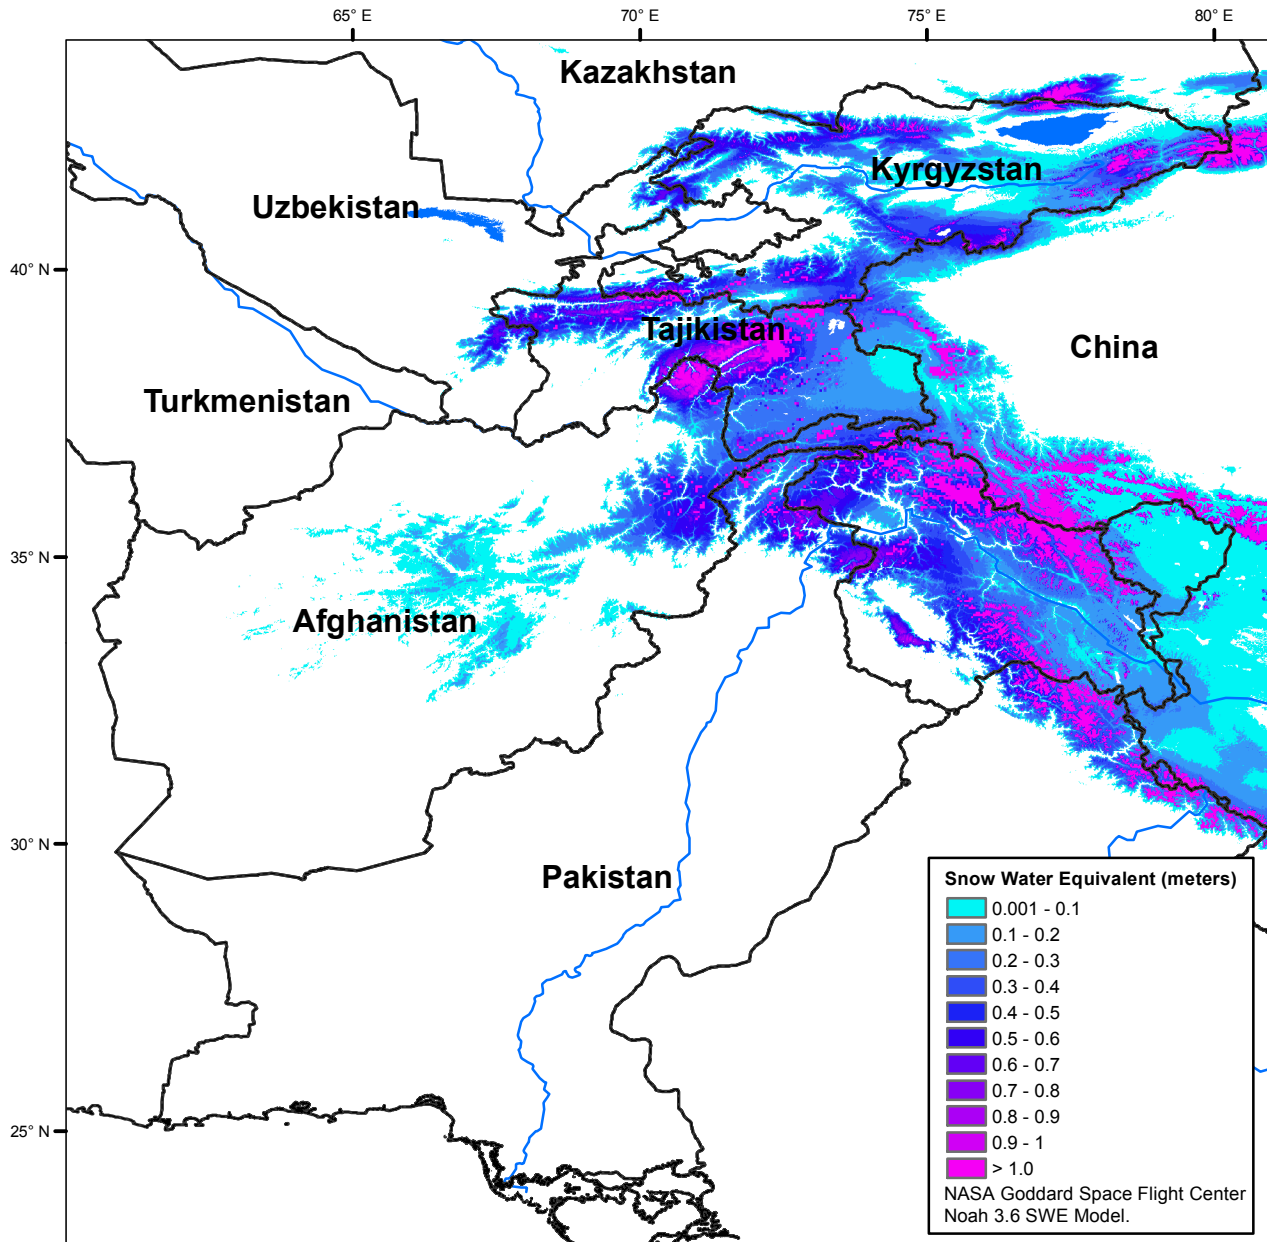 65° E
70° E
75° E
80° E
Kazakhstan
Kyrgyzstan
Uzbekistan
40° N
Tajikistan
China
Turkmenistan
35° N
Afghanistan
30° N
Pakistan
Snow Water Equivalent (meters)
0.001 - 0.1
0.1 - 0.2
0.2 - 0.3
0.3 - 0.4
0.4 - 0.5
0.5 - 0.6
0.6 - 0.7
0.7 - 0.8
0.8 - 0.9
0.9 - 1
> 1.0
25° N
NASA Goddard Space Flight Center
Noah 3.6 SWE Model.